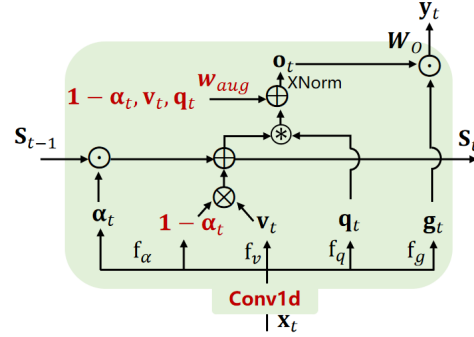 y_t
W_O
o_t
XNorm
w_aug
1 − α_t, v_t, q_t
S_{t−1}
S_t
α_t
1 − α_t
v_t
q_t
g_t
f_α
f_v
f_q
f_g
Conv1d
x_t